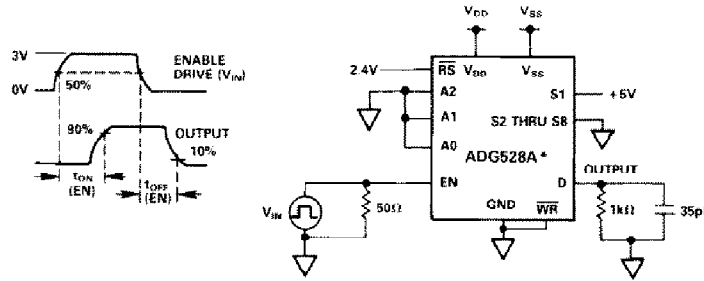 3V
0V
50%
ENABLE
DRIVE (VIN)
90%
OUTPUT
10%
tON
(EN)
tOFF
(EN)
VDD
VSS
2.4V
RS
VDD
VSS
A2
A1
A0
S1
+5V
S2 THRU S8
ADG528A*
EN
D
OUTPUT
VIN
50Ω
GND
WR
1kΩ
35p